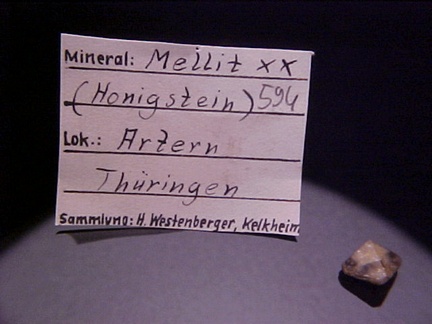 Mineral: Mellit xx
(Honigstein) 594
Lok.: Artern
Thüringen
Sammlung: H. Westenberger, Kelkheim